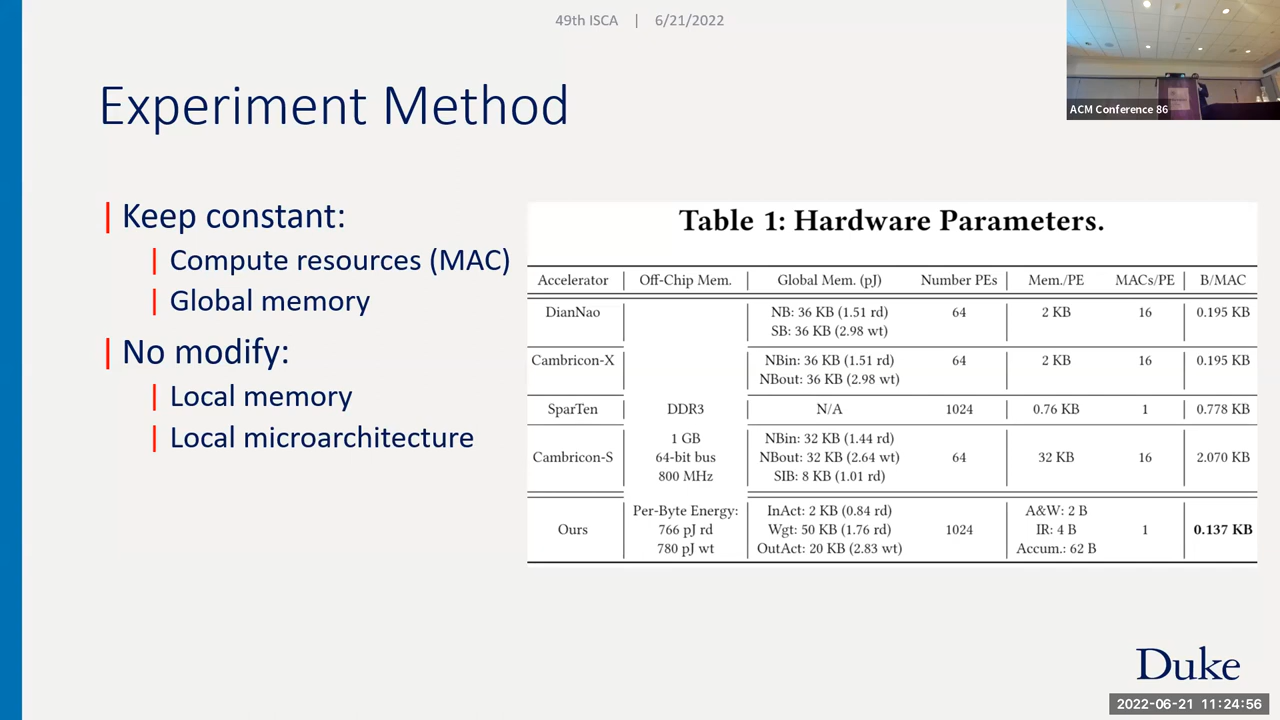 49th ISCA | 6/21/2022
ACM Conference 86
Experiment Method
Keep constant:
Compute resources (MAC)
Global memory
No modify:
Local memory
Local microarchitecture
Table 1: Hardware Parameters.
Accelerator Off-Chip Mem. Global Mem. (pJ) Number PEs Mem./PE MACs/PE B/MAC
DianNao NB: 36 KB (1.51 rd) 64 2 KB 16 0.195 KB
SB: 36 KB (2.98 wt)
Cambricon-X NBin: 36 KB (1.51 rd) 64 2 KB 16 0.195 KB
NBout: 36 KB (2.98 wt)
SparTen DDR3 N/A 1024 0.76 KB 1 0.778 KB
1 GB NBin: 32 KB (1.44 rd)
Cambricon-S 64-bit bus NBout: 32 KB (2.64 wt) 64 32 KB 16 2.070 KB
800 MHz SIB: 8 KB (1.01 rd)
Per-Byte Energy: InAct: 2 KB (0.84 rd) A&W: 2 B
Ours 766 pJ rd Wgt: 50 KB (1.76 rd) 1024 IR: 4 B 1 0.137 KB
780 pJ wt OutAct: 20 KB (2.83 wt) Accum.: 62 B
Duke
2022-06-21 11:24:56